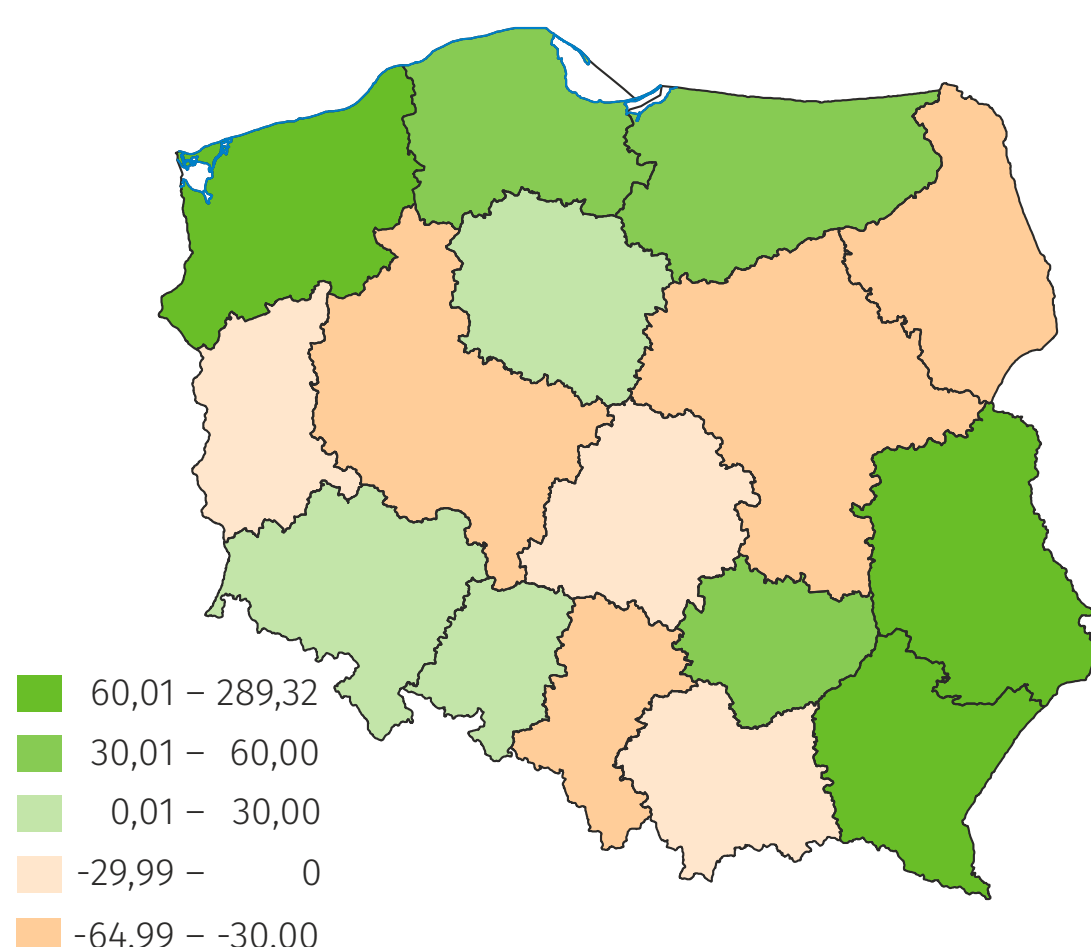 60,01 – 289,32
30,01 – 60,00
0,01 – 30,00
-29,99 – 0
-64,99 – -30,00